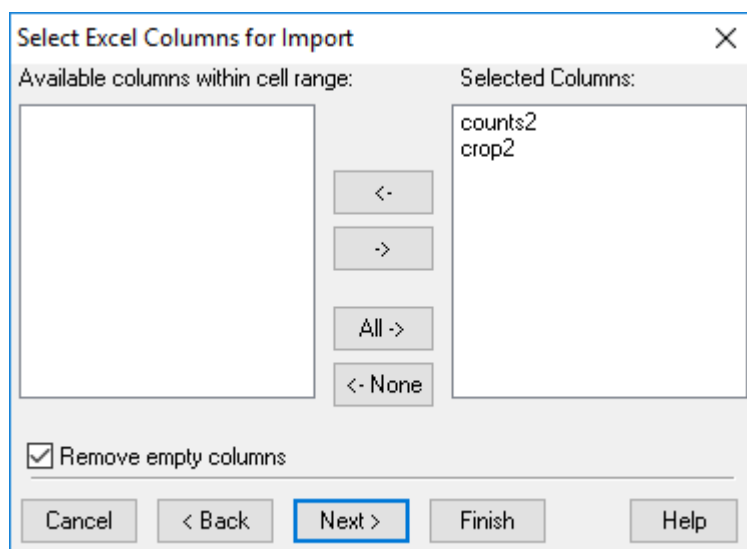 Select Excel Columns for Import
Available columns within cell range:
Selected Columns:
counts2
crop2
<-
->
All ->
<- None
Remove empty columns
Cancel
< Back
Next >
Finish
Help